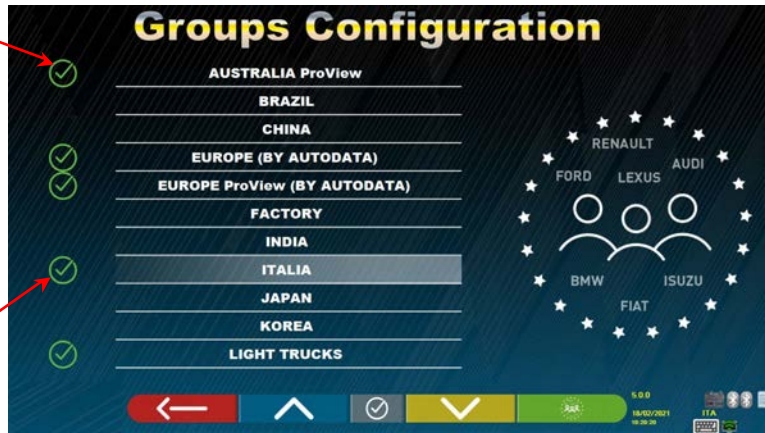 Groups Configuration
AUSTRALIA ProView
BRAZIL
CHINA
EUROPE (BY AUTODATA)
EUROPE ProView (BY AUTODATA)
FACTORY
INDIA
ITALIA
JAPAN
KOREA
LIGHT TRUCKS
RENAULT
AUDI
FORD LEXUS
BMW ISUZU
FIAT
5.0.0
18/02/2021 ITA